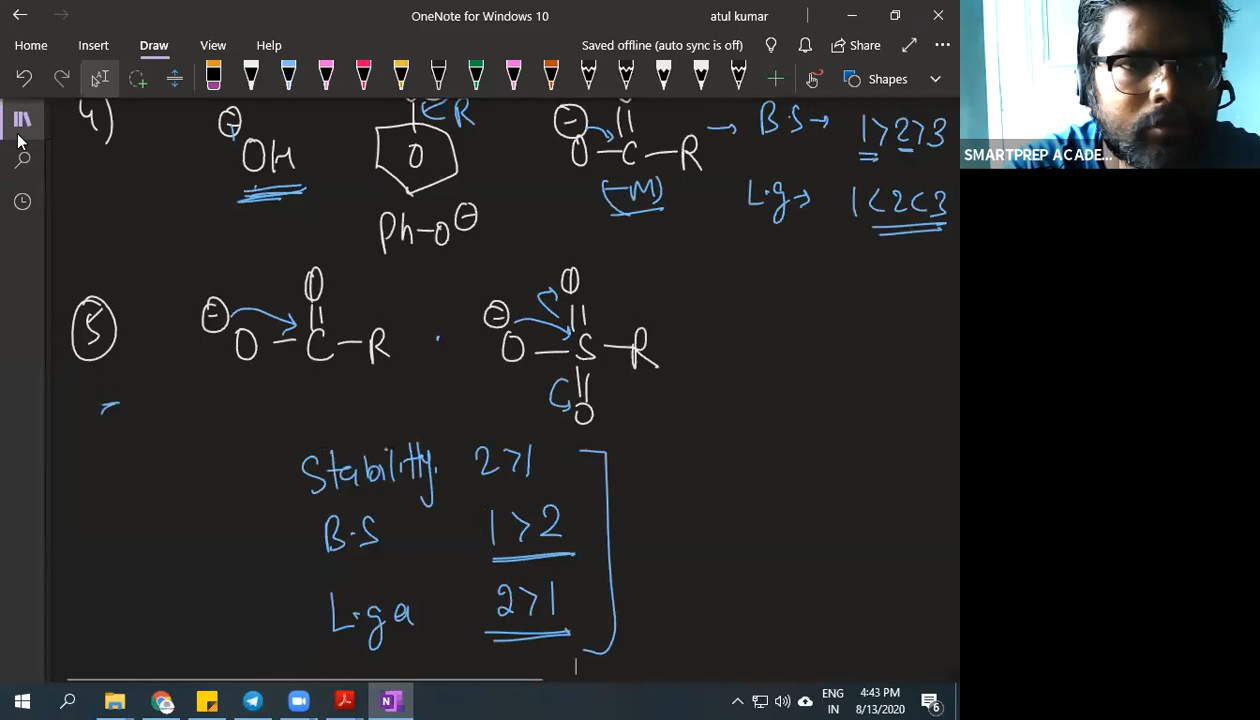 OneNote for Windows 10
atul kumar
Home Insert Draw View Help
Saved offline (auto sync is off)
Share
Shapes
SMARTPREP ACADE...
4)
⊖
OH
R
O
Ph-O⊖
⊖
O-C-R
(-M)
→ B.S → 1>2>3
L.g → 1<2<3
5
⊖
O
O-C-R
⊖
O
O-S-R
O
Stability. 2>1
B.S 1>2
L.g a 2>1
ENG
IN
4:43 PM
8/13/2020
6